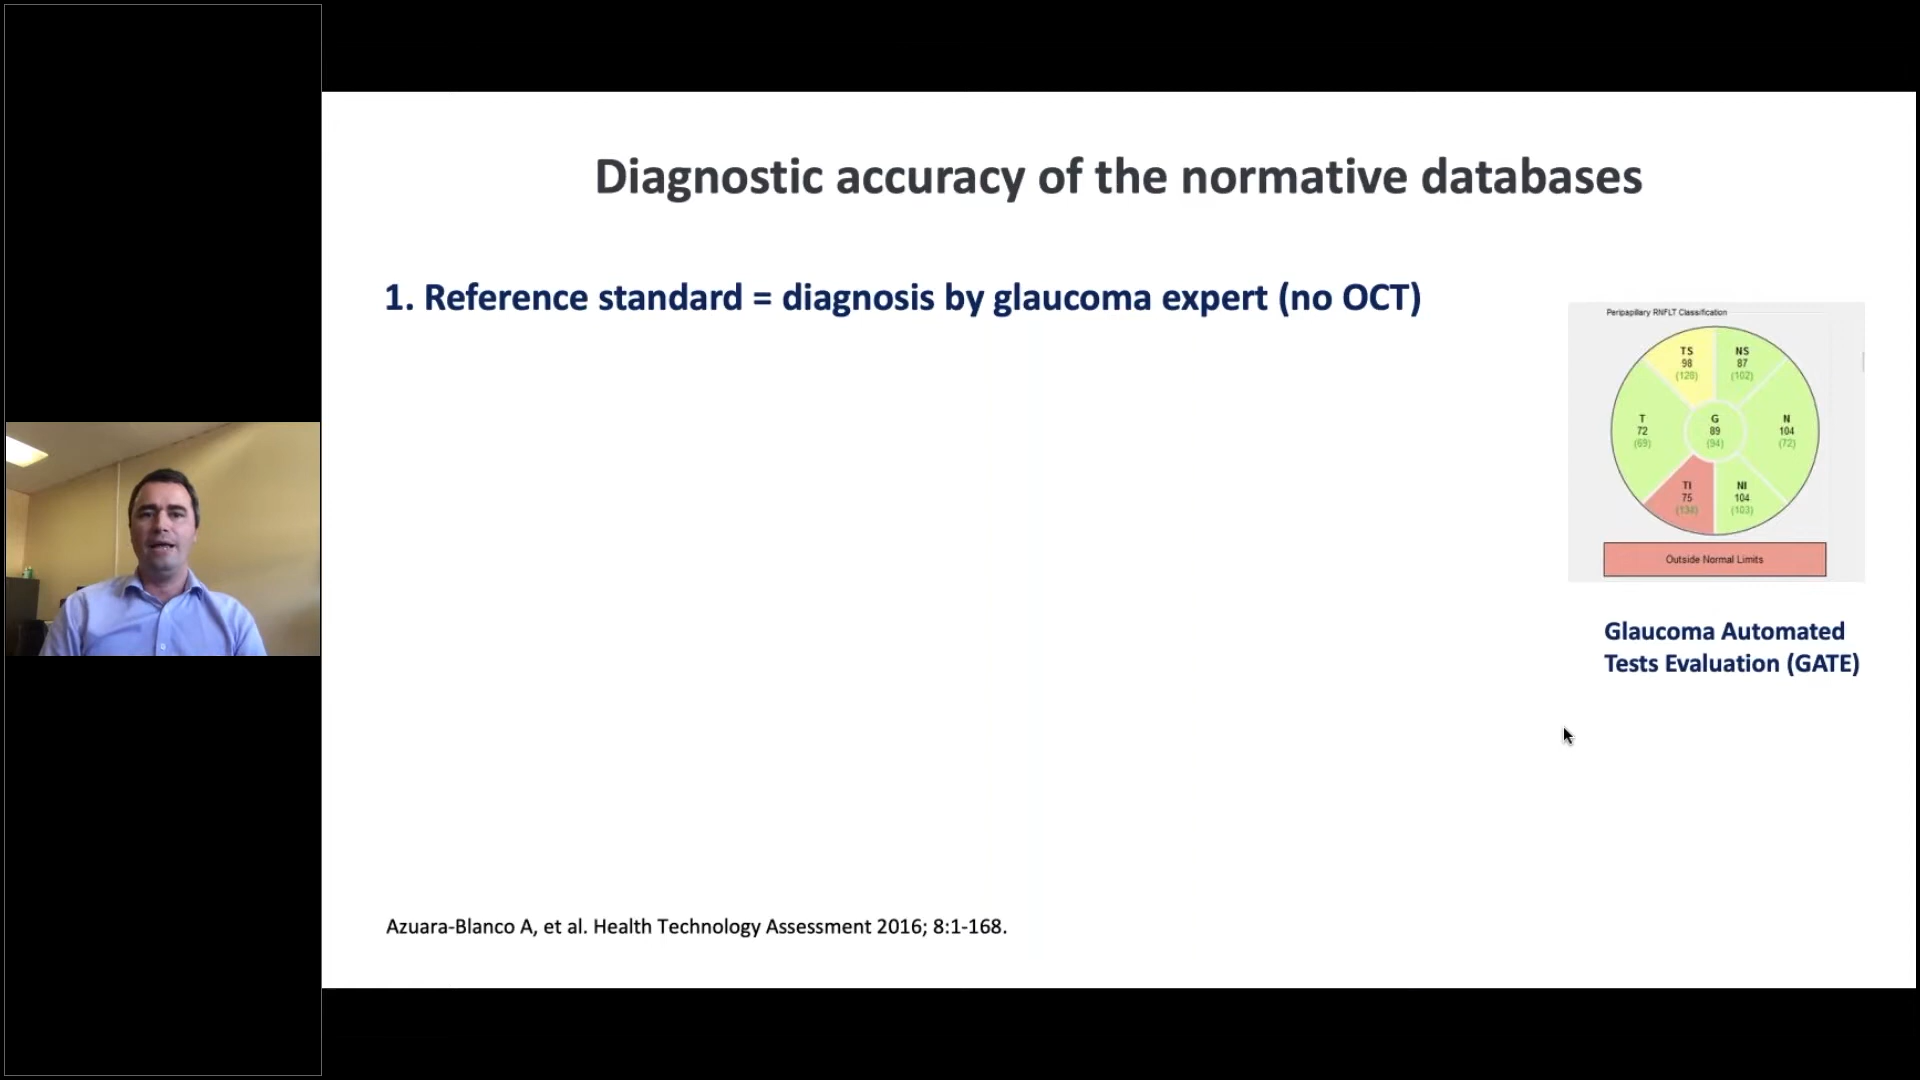 Diagnostic accuracy of the normative databases
1. Reference standard = diagnosis by glaucoma expert (no OCT)
Peripapillary RNFLT Classification
TS
98
(128)
NS
87
(102)
T
72
(69)
G
89
(94)
N
104
(72)
TI
75
(134)
NI
104
(103)
Outside Normal Limits
Glaucoma Automated
Tests Evaluation (GATE)
Azuara-Blanco A, et al. Health Technology Assessment 2016; 8:1-168.